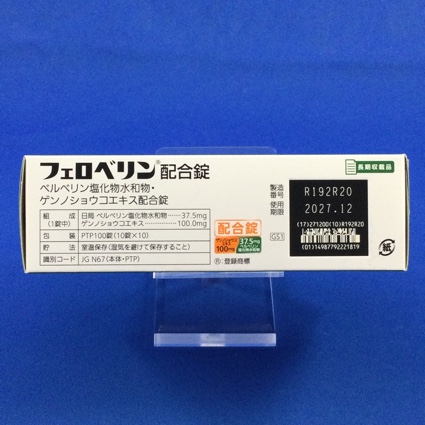 フェロベリン®配合錠
ベルベリン塩化物水和物・
ゲンノショウコエキス配合錠
組成(1錠中) 日局 ベルベリン塩化物水和物……37.5mg
ゲンノショウコエキス……100.0mg
包装 PTP100錠(10錠×10)
貯法 室温保存(湿気を避けて保存すること)
識別コード JG N67(本体・PTP)
配合錠
100mg 37.5mg
®:登録商標
長期収載品
製造番号 R192R20
使用期限 2027.12
GS1
(17)271200(10)R192R20
(01)14987792221819
紙